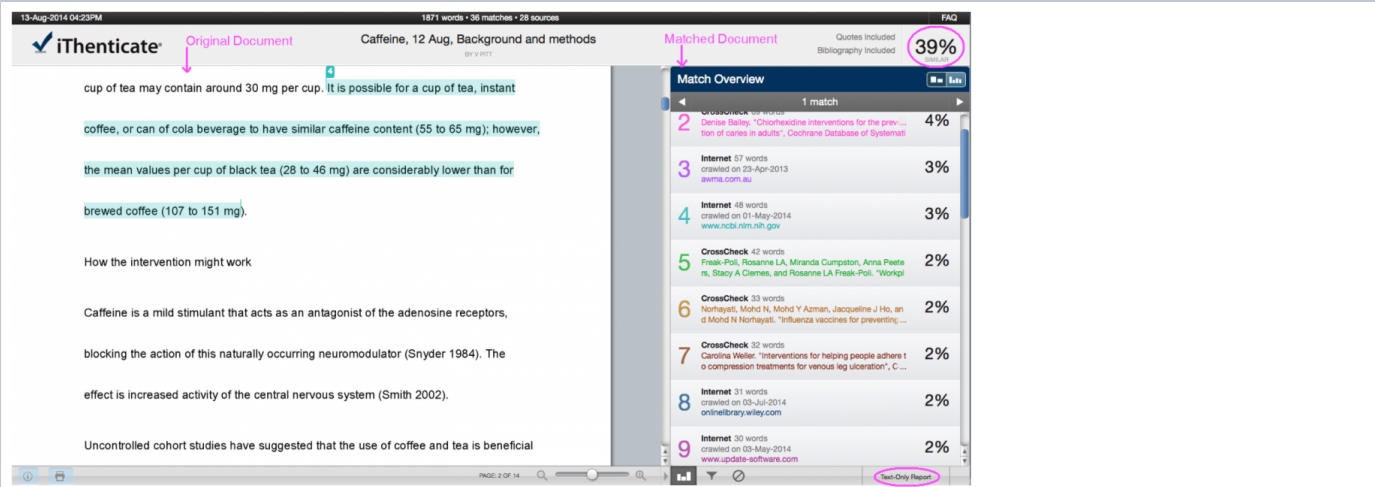 13-Aug-2014 04:23PM
1871 words • 36 matches • 28 sources
FAQ
iThenticate®
Original Document
Caffeine, 12 Aug, Background and methods
BY V PITT
Matched Document
Quotes Included
Bibliography Included
39%
SIMILAR
4
cup of tea may contain around 30 mg per cup. It is possible for a cup of tea, instant
coffee, or can of cola beverage to have similar caffeine content (55 to 65 mg); however,
the mean values per cup of black tea (28 to 46 mg) are considerably lower than for
brewed coffee (107 to 151 mg).
How the intervention might work
Caffeine is a mild stimulant that acts as an antagonist of the adenosine receptors,
blocking the action of this naturally occurring neuromodulator (Snyder 1984). The
effect is increased activity of the central nervous system (Smith 2002).
Uncontrolled cohort studies have suggested that the use of coffee and tea is beneficial
PAGE: 2 OF 14
Match Overview
1 match
2
CrossCheck 69 words
Denise Bailey. "Chlorhexidine interventions for the prev-...
tion of caries in adults", Cochrane Database of Systemati
4%
3
Internet 57 words
crawled on 23-Apr-2013
awma.com.au
3%
4
Internet 48 words
crawled on 01-May-2014
www.ncbi.nlm.nih.gov
3%
5
CrossCheck 42 words
Freak-Poli, Rosanne LA, Miranda Cumpston, Anna Peete
rs, Stacy A Clemes, and Rosanne LA Freak-Poli. "Workpl
2%
6
CrossCheck 33 words
Norhayati, Mohd N, Mohd Y Azman, Jacqueline J Ho, an
d Mohd N Norhayati. "Influenza vaccines for preventing ...
2%
7
CrossCheck 32 words
Carolina Weller. "Interventions for helping people adhere t
o compression treatments for venous leg ulceration", C ...
2%
8
Internet 31 words
crawled on 03-Jul-2014
onlinelibrary.wiley.com
2%
9
Internet 30 words
crawled on 03-May-2014
www.update-software.com
2%
Text-Only Report